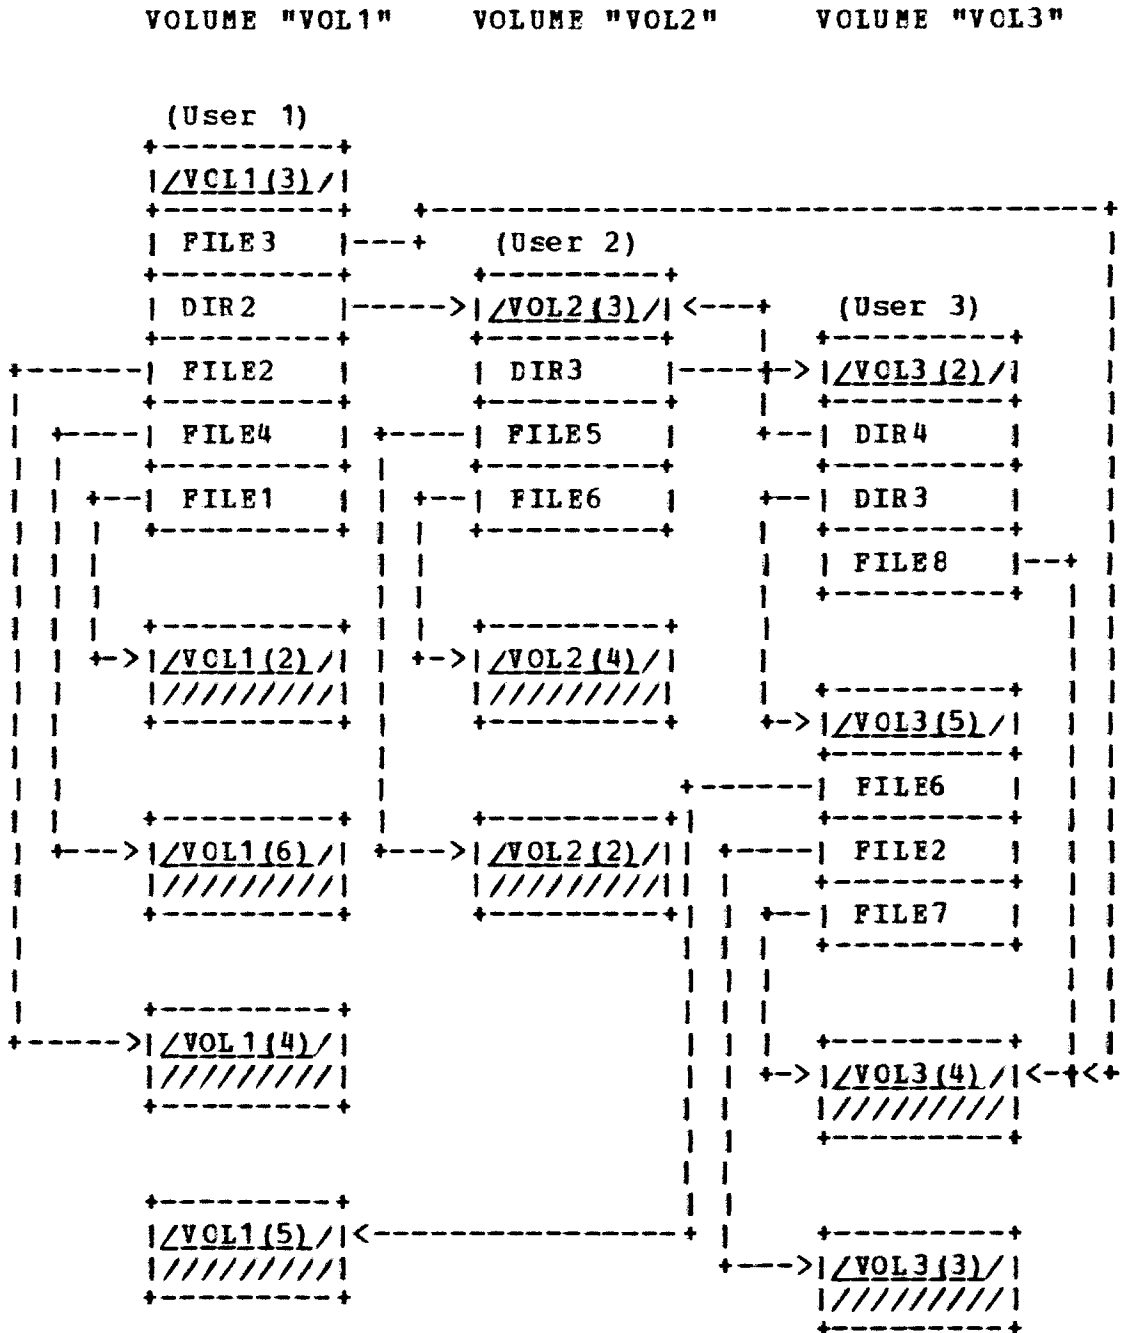 VOLUME "VOL1" VOLUME "VOL2" VOLUME "VOL3"
(User 1)
/VOL1(3)/
FILE3 (User 2)
DIR2 /VOL2(3)/ (User 3)
FILE2 DIR3 /VOL3(2)/
FILE4 FILE5 DIR4
FILE1 FILE6 DIR3
FILE8
/VOL1(2)/ /VOL2(4)/
///////// /////////
/VOL3(5)/
FILE6
/VOL1(6)/ /VOL2(2)/ FILE2
///////// /////////
FILE7
/VOL1(4)/
/////////
/VOL3(4)/
/////////
/VOL1(5)/
/////////
/VOL3(3)/
/////////